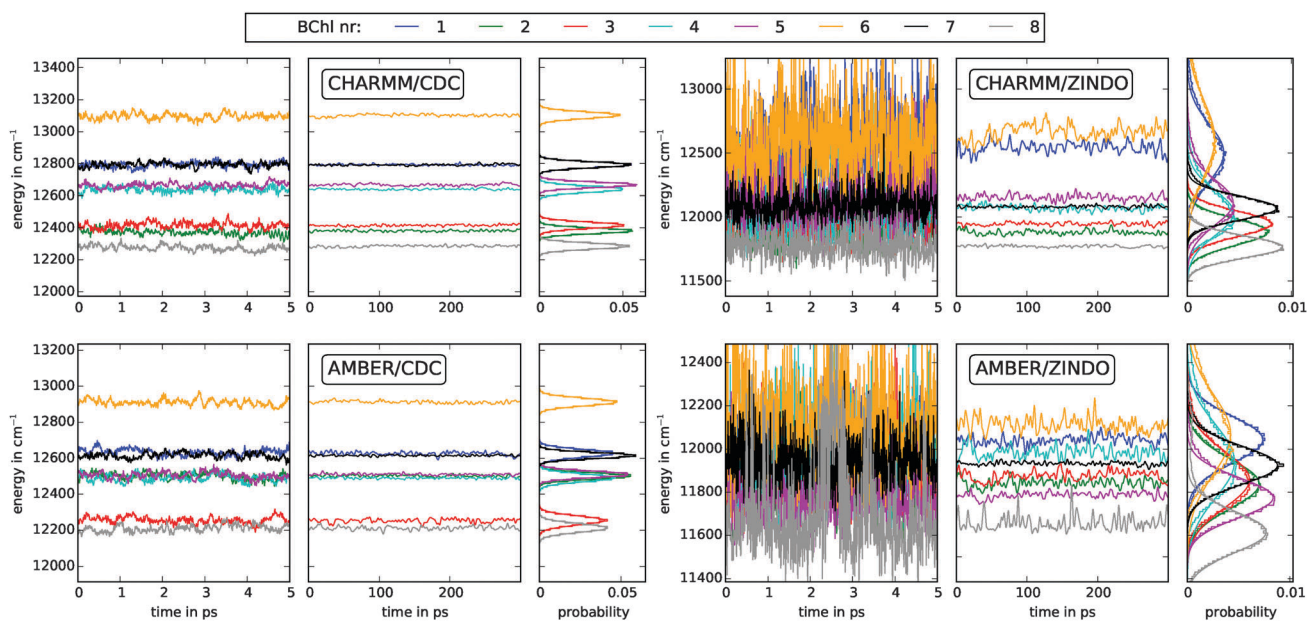 BChl nr: 1 2 3 4 5 6 7 8
CHARMM/CDC
CHARMM/ZINDO
energy in cm⁻¹
13400
13200
13000
12800
12600
12400
12200
12000
0 1 2 3 4 5
0 100 200
0 0.05
energy in cm⁻¹
13000
12500
12000
11500
0 1 2 3 4 5
0 100 200
0 0.01
AMBER/CDC
AMBER/ZINDO
energy in cm⁻¹
13200
13000
12800
12600
12400
12200
12000
0 1 2 3 4 5
0 100 200
0 0.05
time in ps
time in ps
probability
energy in cm⁻¹
12400
12200
12000
11800
11600
11400
0 1 2 3 4 5
0 100 200
0 0.01
time in ps
time in ps
probability